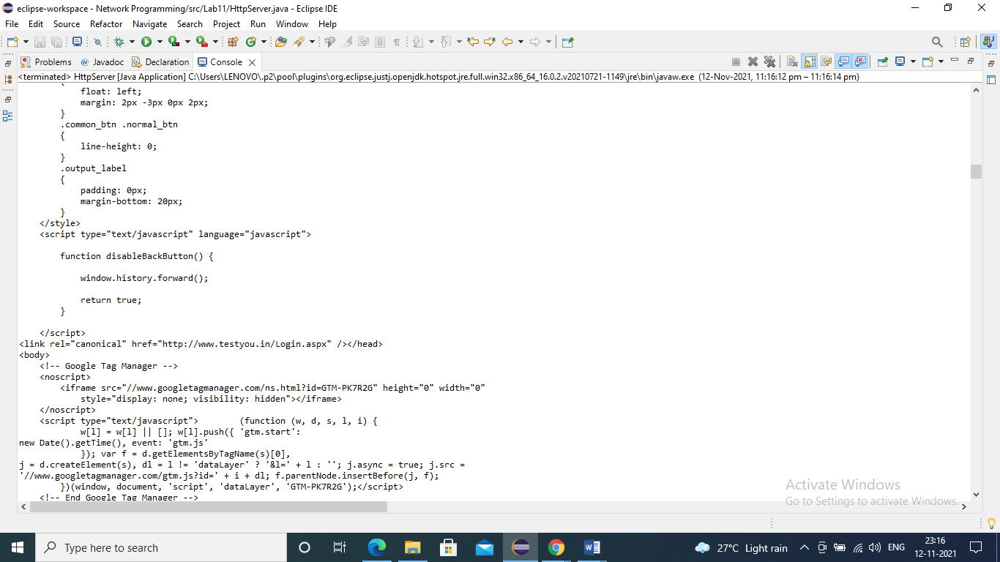 eclipse-workspace - Network Programming/src/Lab11/HttpServer.java - Eclipse IDE
File Edit Source Refactor Navigate Search Project Run Window Help
Problems @ Javadoc Declaration Console
<terminated> HttpServer [Java Application] C:\Users\LENOVO\.p2\pool\plugins\org.eclipse.justj.openjdk.hotspot.jre.full.win32.x86_64_16.0.2.v20210721-1149\jre\bin\javaw.exe (12-Nov-2021, 11:16:12 pm – 11:16:14 pm)
{
float: left;
margin: 2px -3px 0px 2px;
}
.common_btn .normal_btn
{
line-height: 0;
}
.output_label
{
padding: 0px;
margin-bottom: 20px;
}
</style>
<script type="text/javascript" language="javascript">
function disableBackButton() {
window.history.forward();
return true;
}
</script>
<link rel="canonical" href="http://www.testyou.in/Login.aspx" /></head>
<body>
<!-- Google Tag Manager -->
<noscript>
<iframe src="//www.googletagmanager.com/ns.html?id=GTM-PK7R2G" height="0" width="0"
style="display: none; visibility: hidden"></iframe>
</noscript>
<script type="text/javascript"> (function (w, d, s, l, i) {
w[l] = w[l] || []; w[l].push({ 'gtm.start':
new Date().getTime(), event: 'gtm.js'
}); var f = d.getElementsByTagName(s)[0],
j = d.createElement(s), dl = l != 'dataLayer' ? '&l=' + l : ''; j.async = true; j.src =
'//www.googletagmanager.com/gtm.js?id=' + i + dl; f.parentNode.insertBefore(j, f);
})(window, document, 'script', 'dataLayer', 'GTM-PK7R2G');</script>
<!-- End Google Tag Manager -->
Activate Windows
Go to Settings to activate Windows.
Type here to search
27°C Light rain
ENG
23:16
12-11-2021